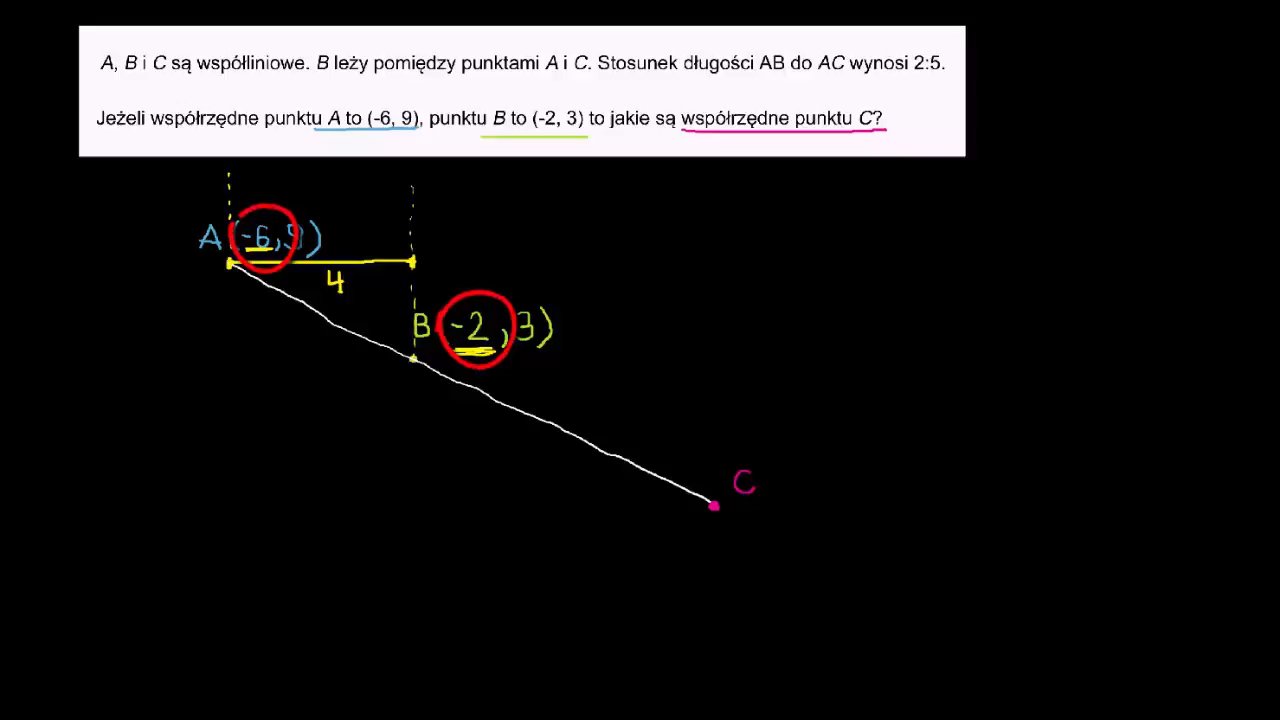 A, B i C są współliniowe. B leży pomiędzy punktami A i C. Stosunek długości AB do AC wynosi 2:5.
Jeżeli współrzędne punktu A to (-6, 9), punktu B to (-2, 3) to jakie są współrzędne punktu C?
A (-6,9)
4
B(-2,3)
C